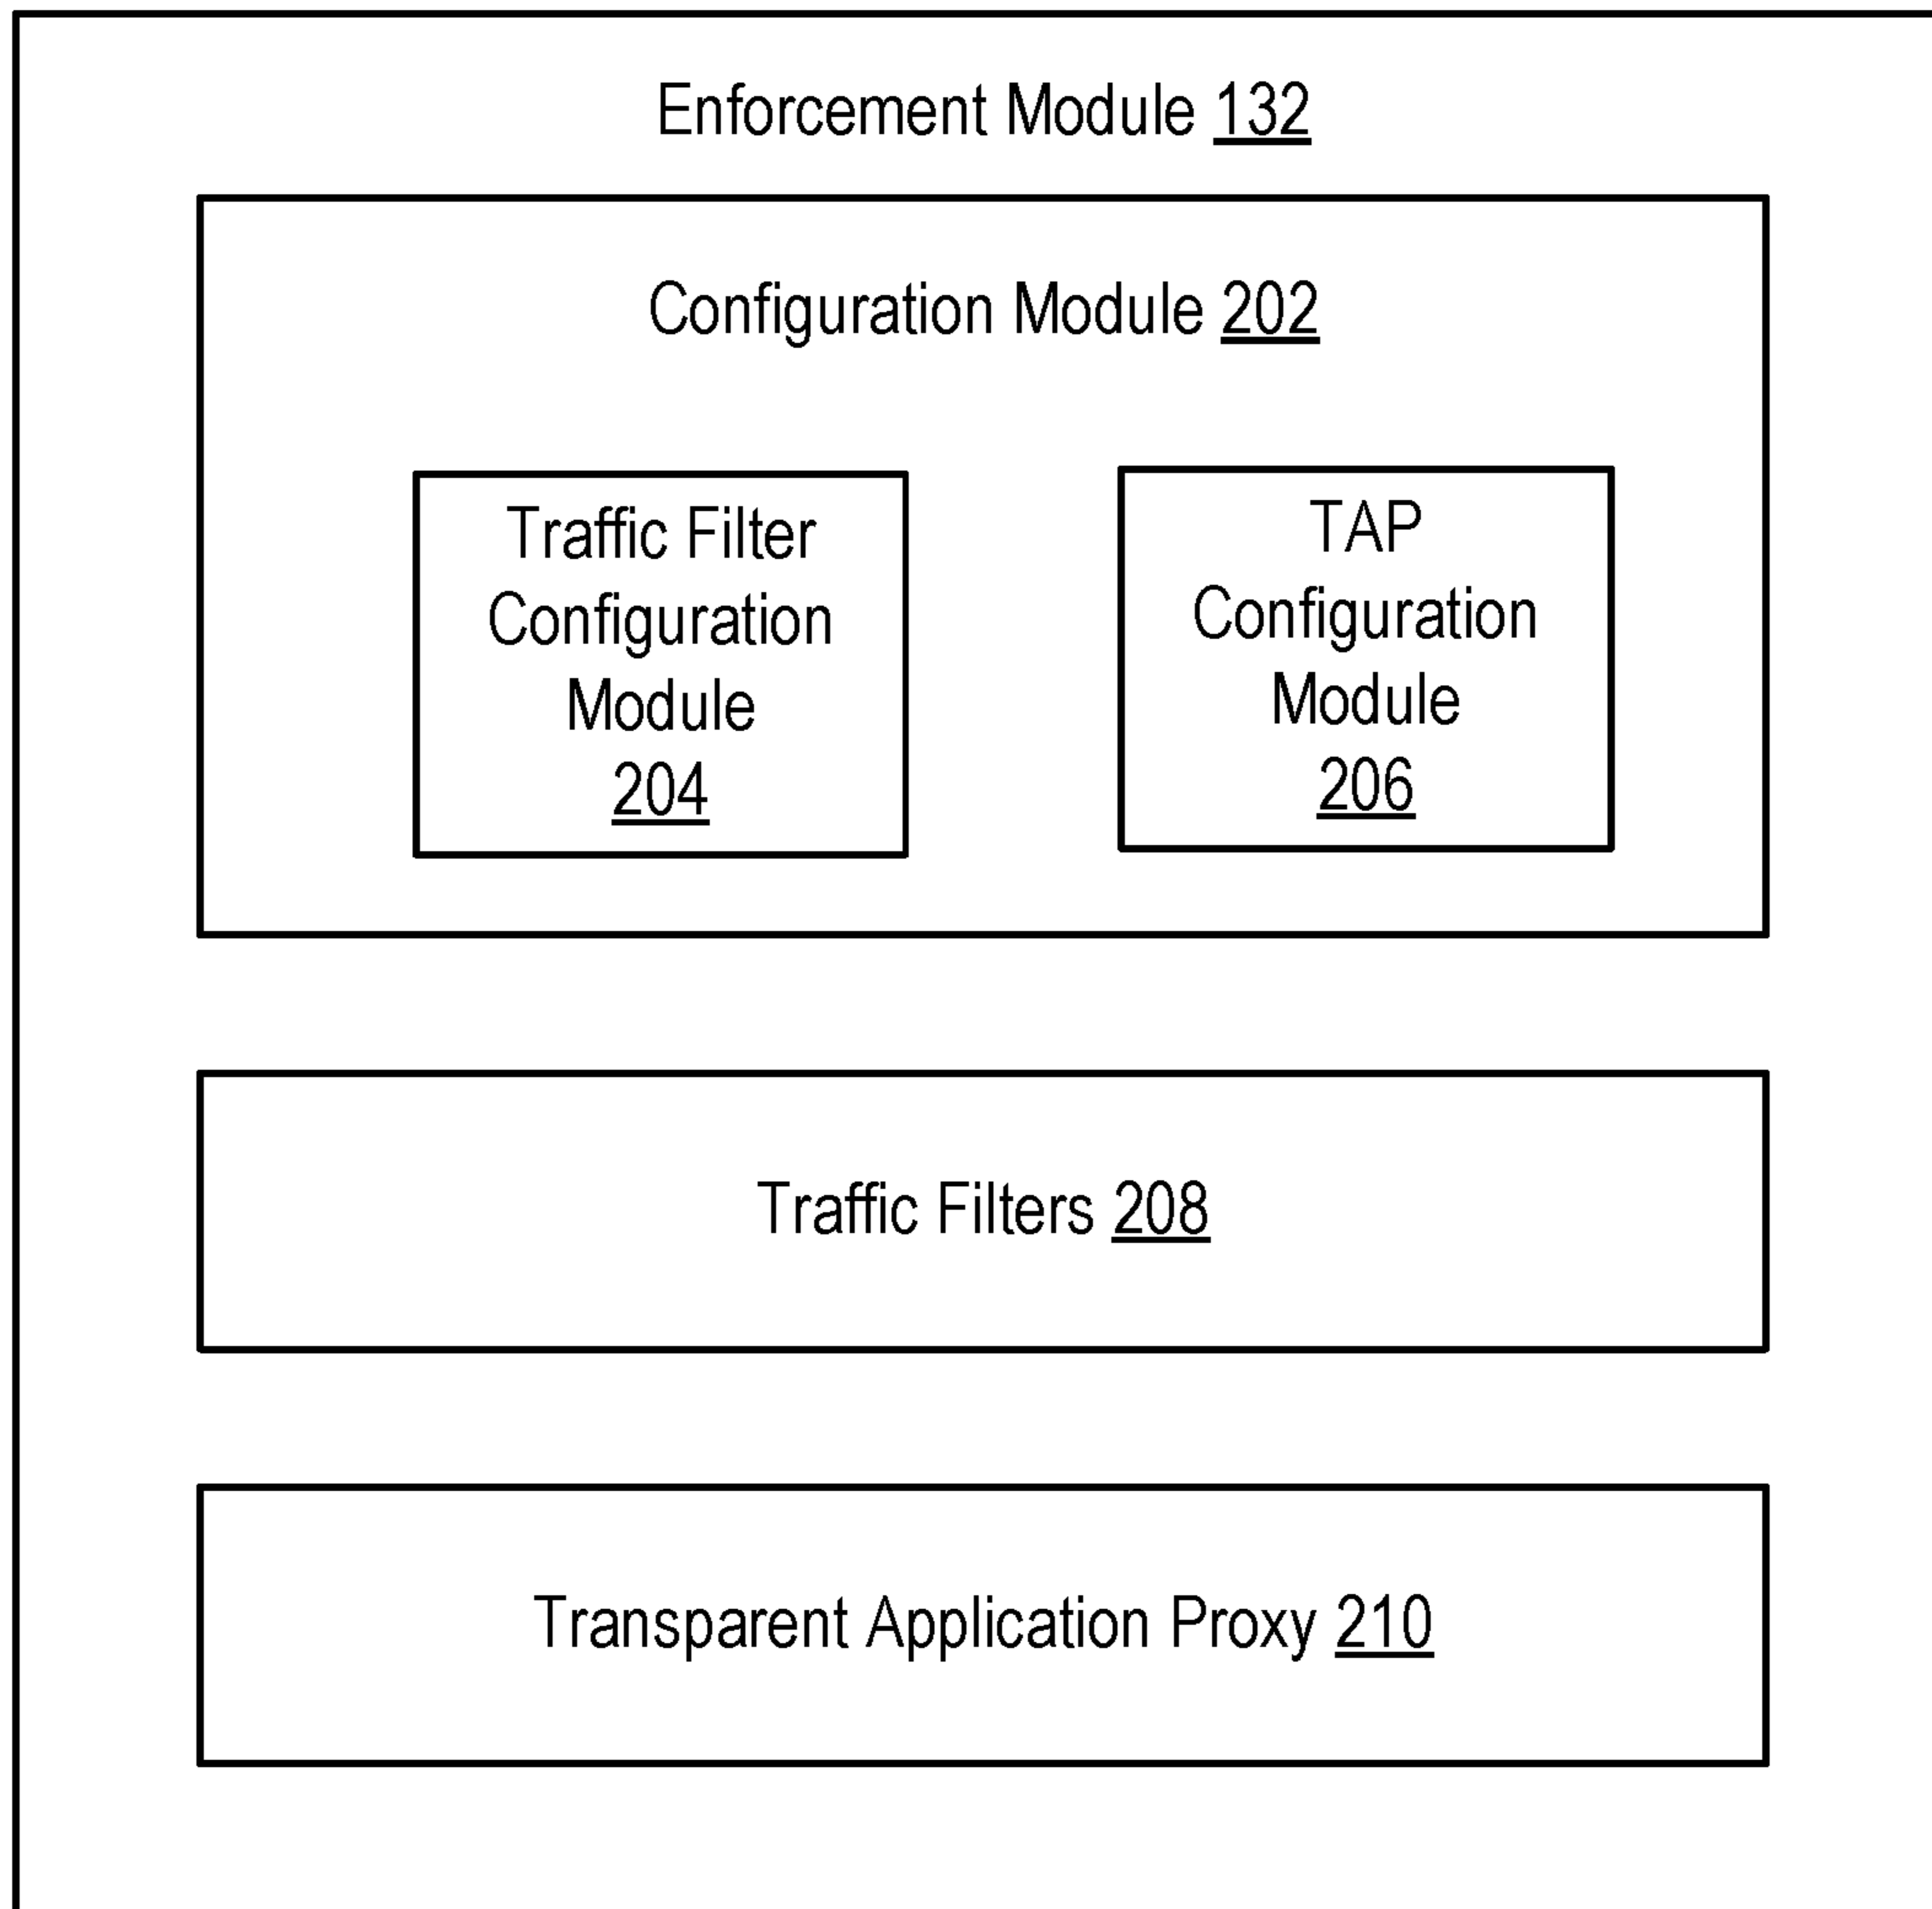 Enforcement Module 132
Configuration Module 202
Traffic Filter
Configuration
Module
204
TAP
Configuration
Module
206
Traffic Filters 208
Transparent Application Proxy 210